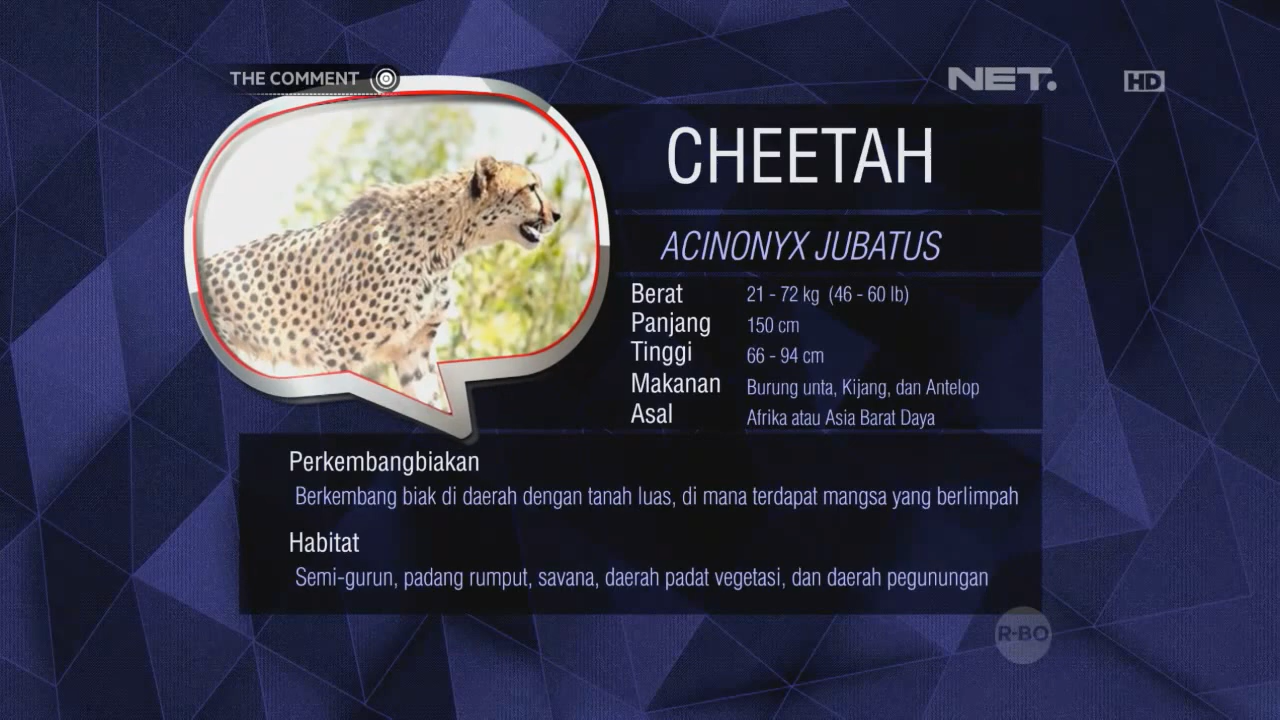 THE COMMENT
NET.
HD
CHEETAH
ACINONYX JUBATUS
Berat 21 - 72 kg (46 - 60 lb)
Panjang 150 cm
Tinggi 66 - 94 cm
Makanan Burung unta, Kijang, dan Antelop
Asal Afrika atau Asia Barat Daya
Perkembangbiakan
Berkembang biak di daerah dengan tanah luas, di mana terdapat mangsa yang berlimpah
Habitat
Semi-gurun, padang rumput, savana, daerah padat vegetasi, dan daerah pegunungan
R-BO